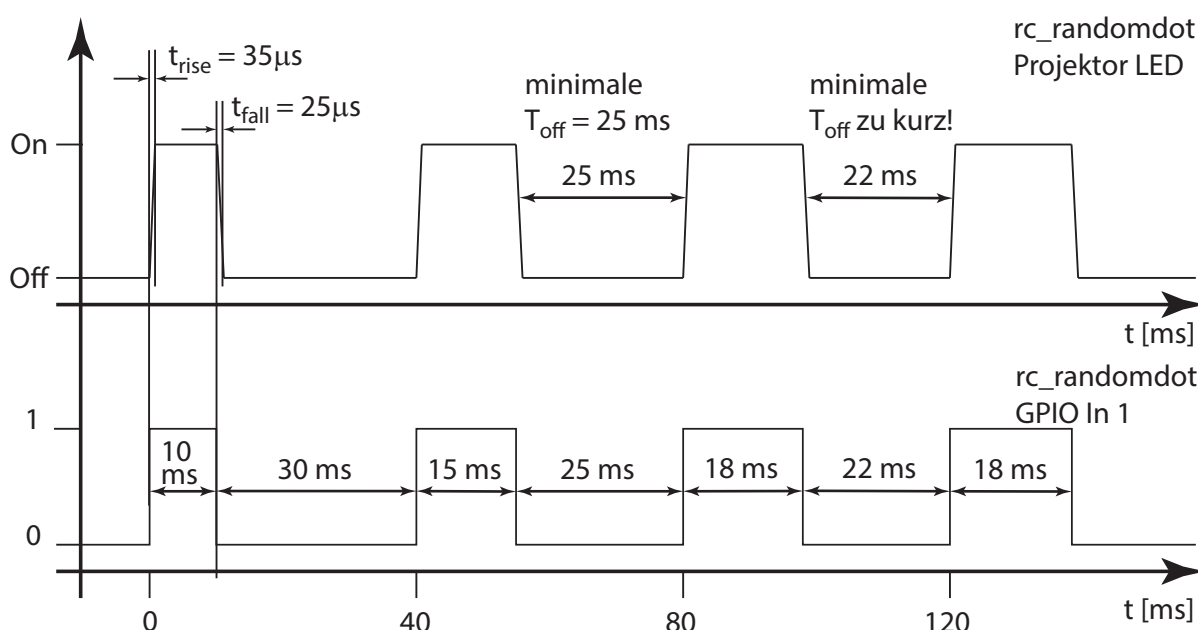 rc_randomdot
Projektor LED
t_rise = 35µs
t_fall = 25µs
minimale
T_off = 25 ms
minimale
T_off zu kurz!
On
25 ms
22 ms
Off
t [ms]
rc_randomdot
GPIO In 1
1
10
ms
30 ms
15 ms
25 ms
18 ms
22 ms
18 ms
0
t [ms]
0
40
80
120